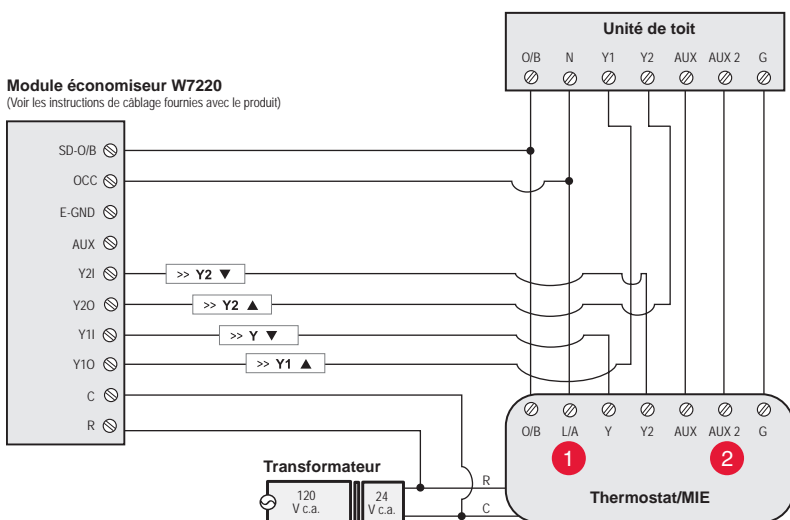 Unité de toit
O/B N Y1 Y2 AUX AUX 2 G
Module économiseur W7220
(Voir les instructions de câblage fournies avec le produit)
SD-O/B
OCC
E-GND
AUX
Y2I >> Y2 ▼
Y2O >> Y2 ▲
Y1I >> Y ▼
Y1O >> Y1 ▲
C
R
O/B L/A Y Y2 AUX AUX 2 G
1 2
Transformateur
R
Thermostat/MIE
120
V c.a.
24
V c.a.
C